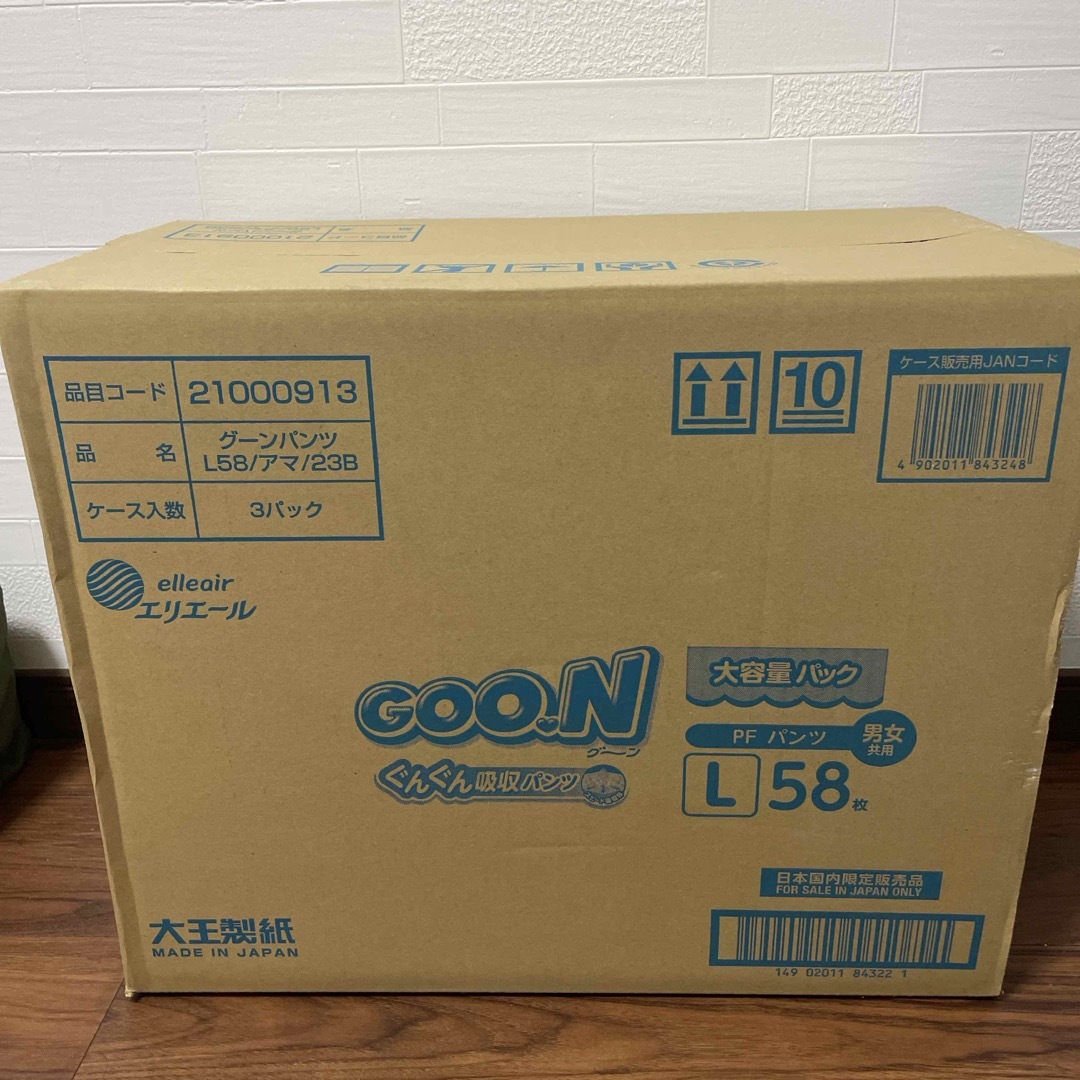 品目コード 21000913
品名 グーンパンツ
L58/アマ/23B
ケース入数 3パック
10
ケース販売用JANコード
4 902011 843248
elleair
エリエール
GOO.N
グ〜ン
ぐんぐん吸収パンツ
大容量パック
PF パンツ
男女
共用
L 58枚
日本国内限定販売品
FOR SALE IN JAPAN ONLY
大王製紙
MADE IN JAPAN
149 02011 84322 1